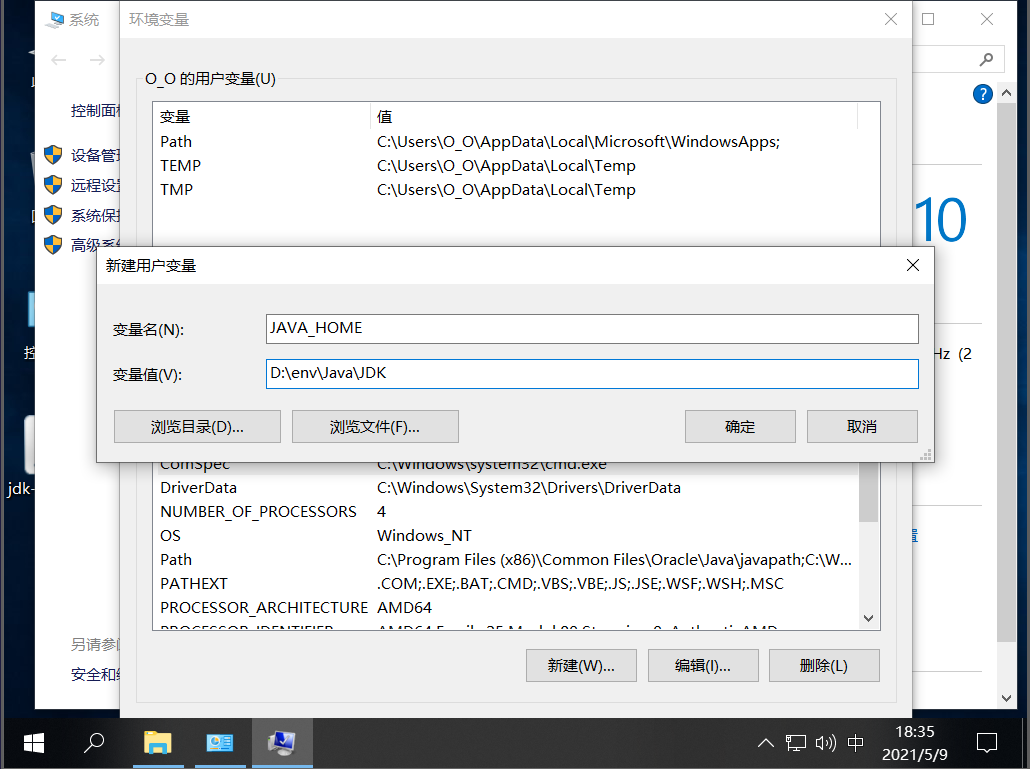 系统
环境变量
O_O 的用户变量(U)
变量 值
Path C:\Users\O_O\AppData\Local\Microsoft\WindowsApps;
TEMP C:\Users\O_O\AppData\Local\Temp
TMP C:\Users\O_O\AppData\Local\Temp
控制面
设备管
远程设
系统保
高级系
10
新建用户变量
变量名(N): JAVA_HOME
变量值(V): D:\env\Java\JDK
浏览目录(D)... 浏览文件(F)... 确定 取消
Hz (2
jdk-
ComSpec C:\Windows\system32\cmd.exe
DriverData C:\Windows\System32\Drivers\DriverData
NUMBER_OF_PROCESSORS 4
OS Windows_NT
Path C:\Program Files (x86)\Common Files\Oracle\Java\javapath;C:\W...
PATHEXT .COM;.EXE;.BAT;.CMD;.VBS;.VBE;.JS;.JSE;.WSF;.WSH;.MSC
PROCESSOR_ARCHITECTURE AMD64
新建(W)... 编辑(I)... 删除(L)
另请参
安全和
中
18:35
2021/5/9